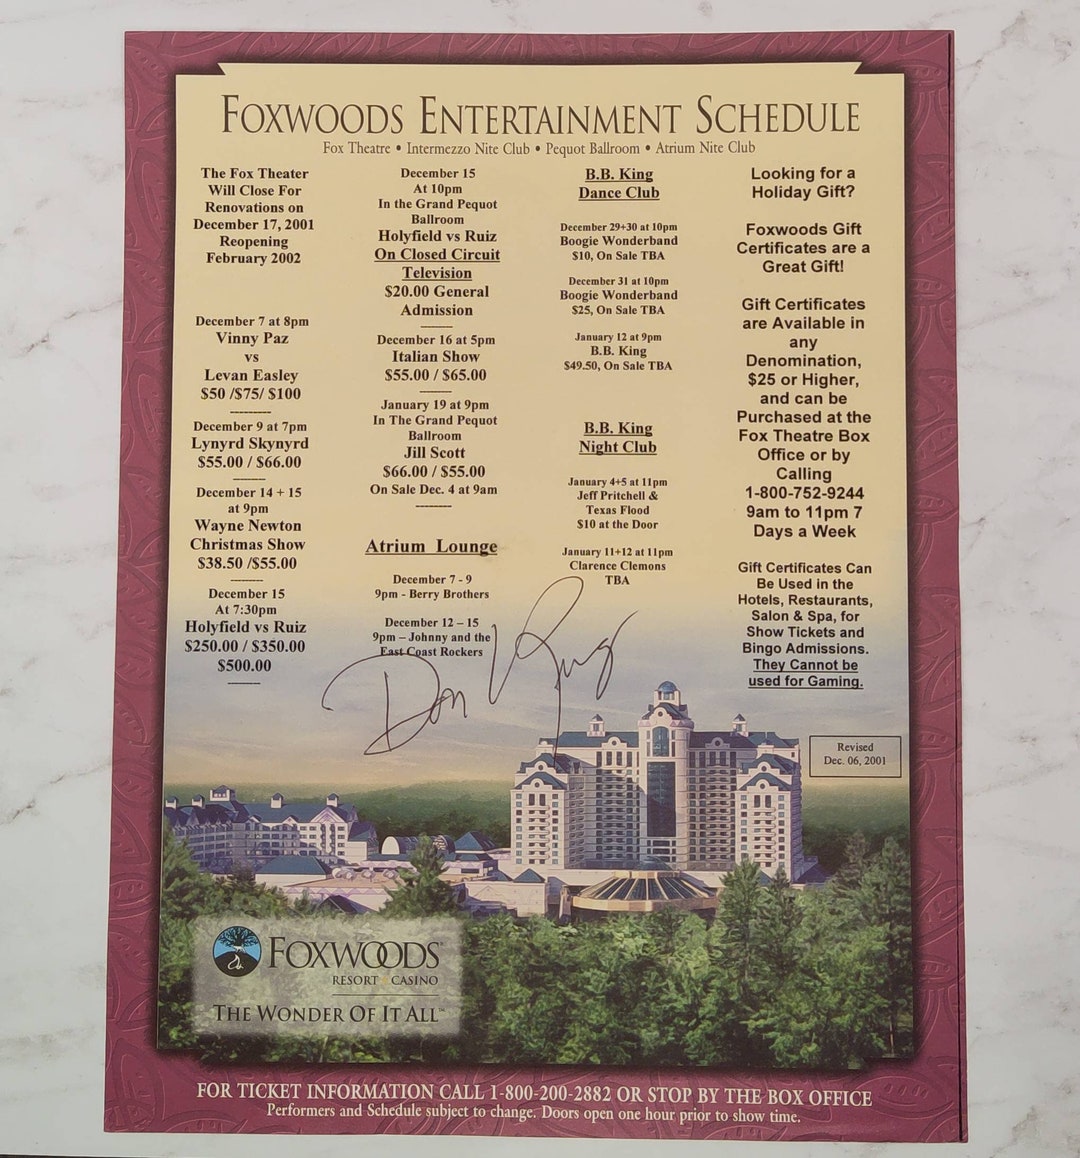 FOXWOODS ENTERTAINMENT SCHEDULE
Fox Theatre • Intermezzo Nite Club • Pequot Ballroom • Atrium Nite Club
The Fox Theater
Will Close For
Renovations on
December 17, 2001
Reopening
February 2002
December 7 at 8pm
Vinny Paz
vs
Levan Easley
$50 /$75/ $100
----------
December 9 at 7pm
Lynyrd Skynyrd
$55.00 / $66.00
--------
December 14 + 15
at 9pm
Wayne Newton
Christmas Show
$38.50 /$55.00
--------
December 15
At 7:30pm
Holyfield vs Ruiz
$250.00 / $350.00
$500.00
--------
December 15
At 10pm
In the Grand Pequot
Ballroom
Holyfield vs Ruiz
On Closed Circuit
Television
$20.00 General
Admission
--------
December 16 at 5pm
Italian Show
$55.00 / $65.00
--------
January 19 at 9pm
In The Grand Pequot
Ballroom
Jill Scott
$66.00 / $55.00
On Sale Dec. 4 at 9am
--------
Atrium Lounge
December 7 - 9
9pm - Berry Brothers
December 12 – 15
9pm – Johnny and the
East Coast Rockers
B.B. King
Dance Club
December 29+30 at 10pm
Boogie Wonderband
$10, On Sale TBA
December 31 at 10pm
Boogie Wonderband
$25, On Sale TBA
January 12 at 9pm
B.B. King
$49.50, On Sale TBA
B.B. King
Night Club
January 4+5 at 11pm
Jeff Pritchell &
Texas Flood
$10 at the Door
January 11+12 at 11pm
Clarence Clemons
TBA
Looking for a
Holiday Gift?
Foxwoods Gift
Certificates are a
Great Gift!
Gift Certificates
are Available in
any
Denomination,
$25 or Higher,
and can be
Purchased at the
Fox Theatre Box
Office or by
Calling
1-800-752-9244
9am to 11pm 7
Days a Week
Gift Certificates Can
Be Used in the
Hotels, Restaurants,
Salon & Spa, for
Show Tickets and
Bingo Admissions.
They Cannot be
used for Gaming.
Don King
Revised
Dec. 06, 2001
FOXWOODS
RESORT CASINO
THE WONDER OF IT ALL™
FOR TICKET INFORMATION CALL 1-800-200-2882 OR STOP BY THE BOX OFFICE
Performers and Schedule subject to change. Doors open one hour prior to show time.